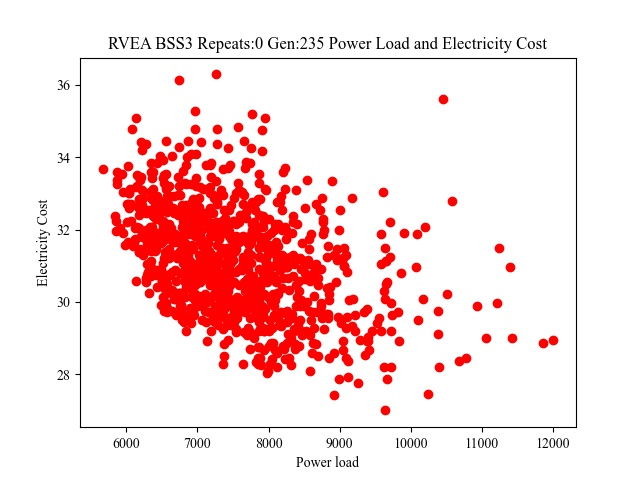 RVEA BSS3 Repeats:0 Gen:235 Power Load and Electricity Cost
36
34
32
30
28
Electricity Cost
6000 7000 8000 9000 10000 11000 12000
Power load